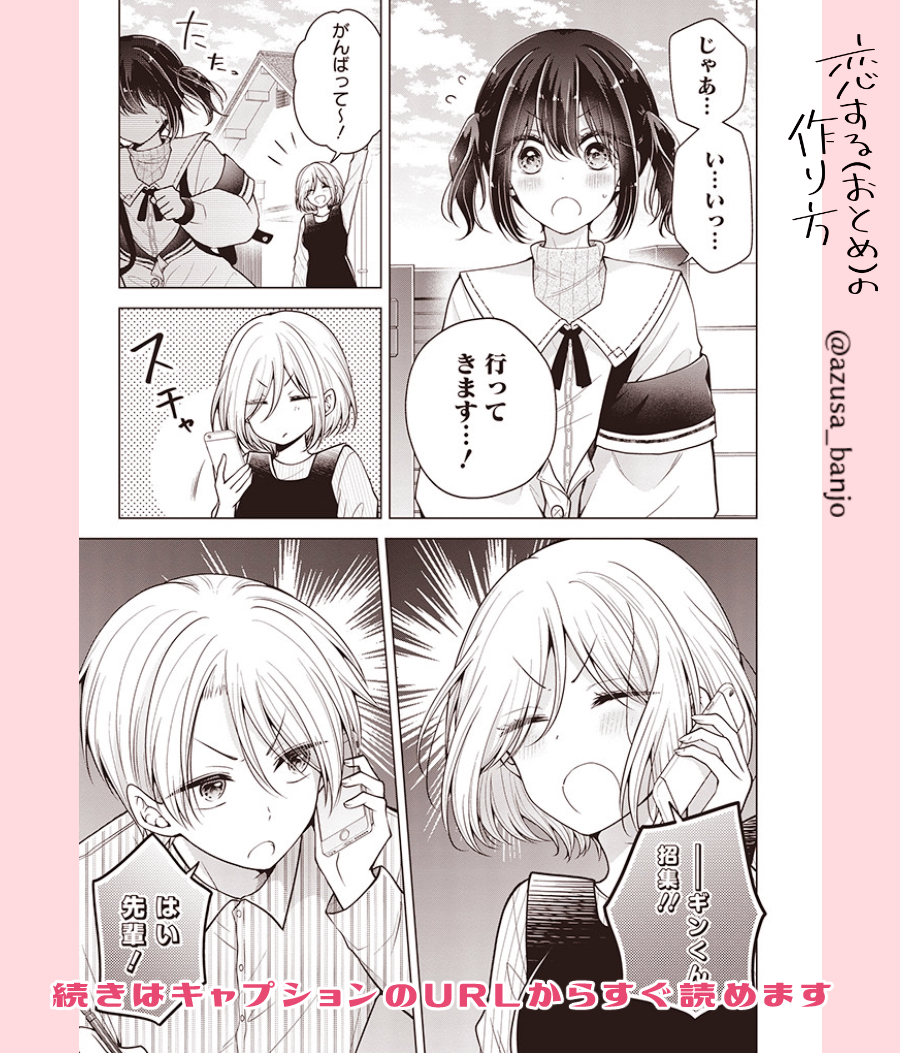 恋する(おとめ)の
作り方
@azusa_banjo
じゃあ…
い…いっ…
行って
きます…!
がんばって〜!
たたた
スチャ
──ギンくん
招集!!
はい
先輩!
続きはキャプションのURLからすぐ読めます